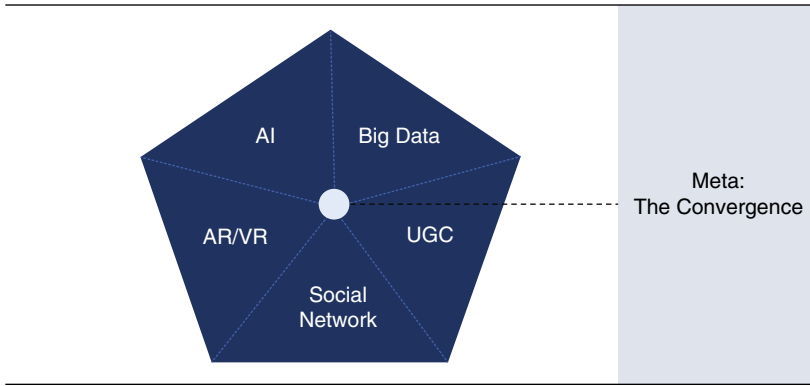 AI
Big Data
AR/VR
UGC
Social
Network
Meta:
The Convergence